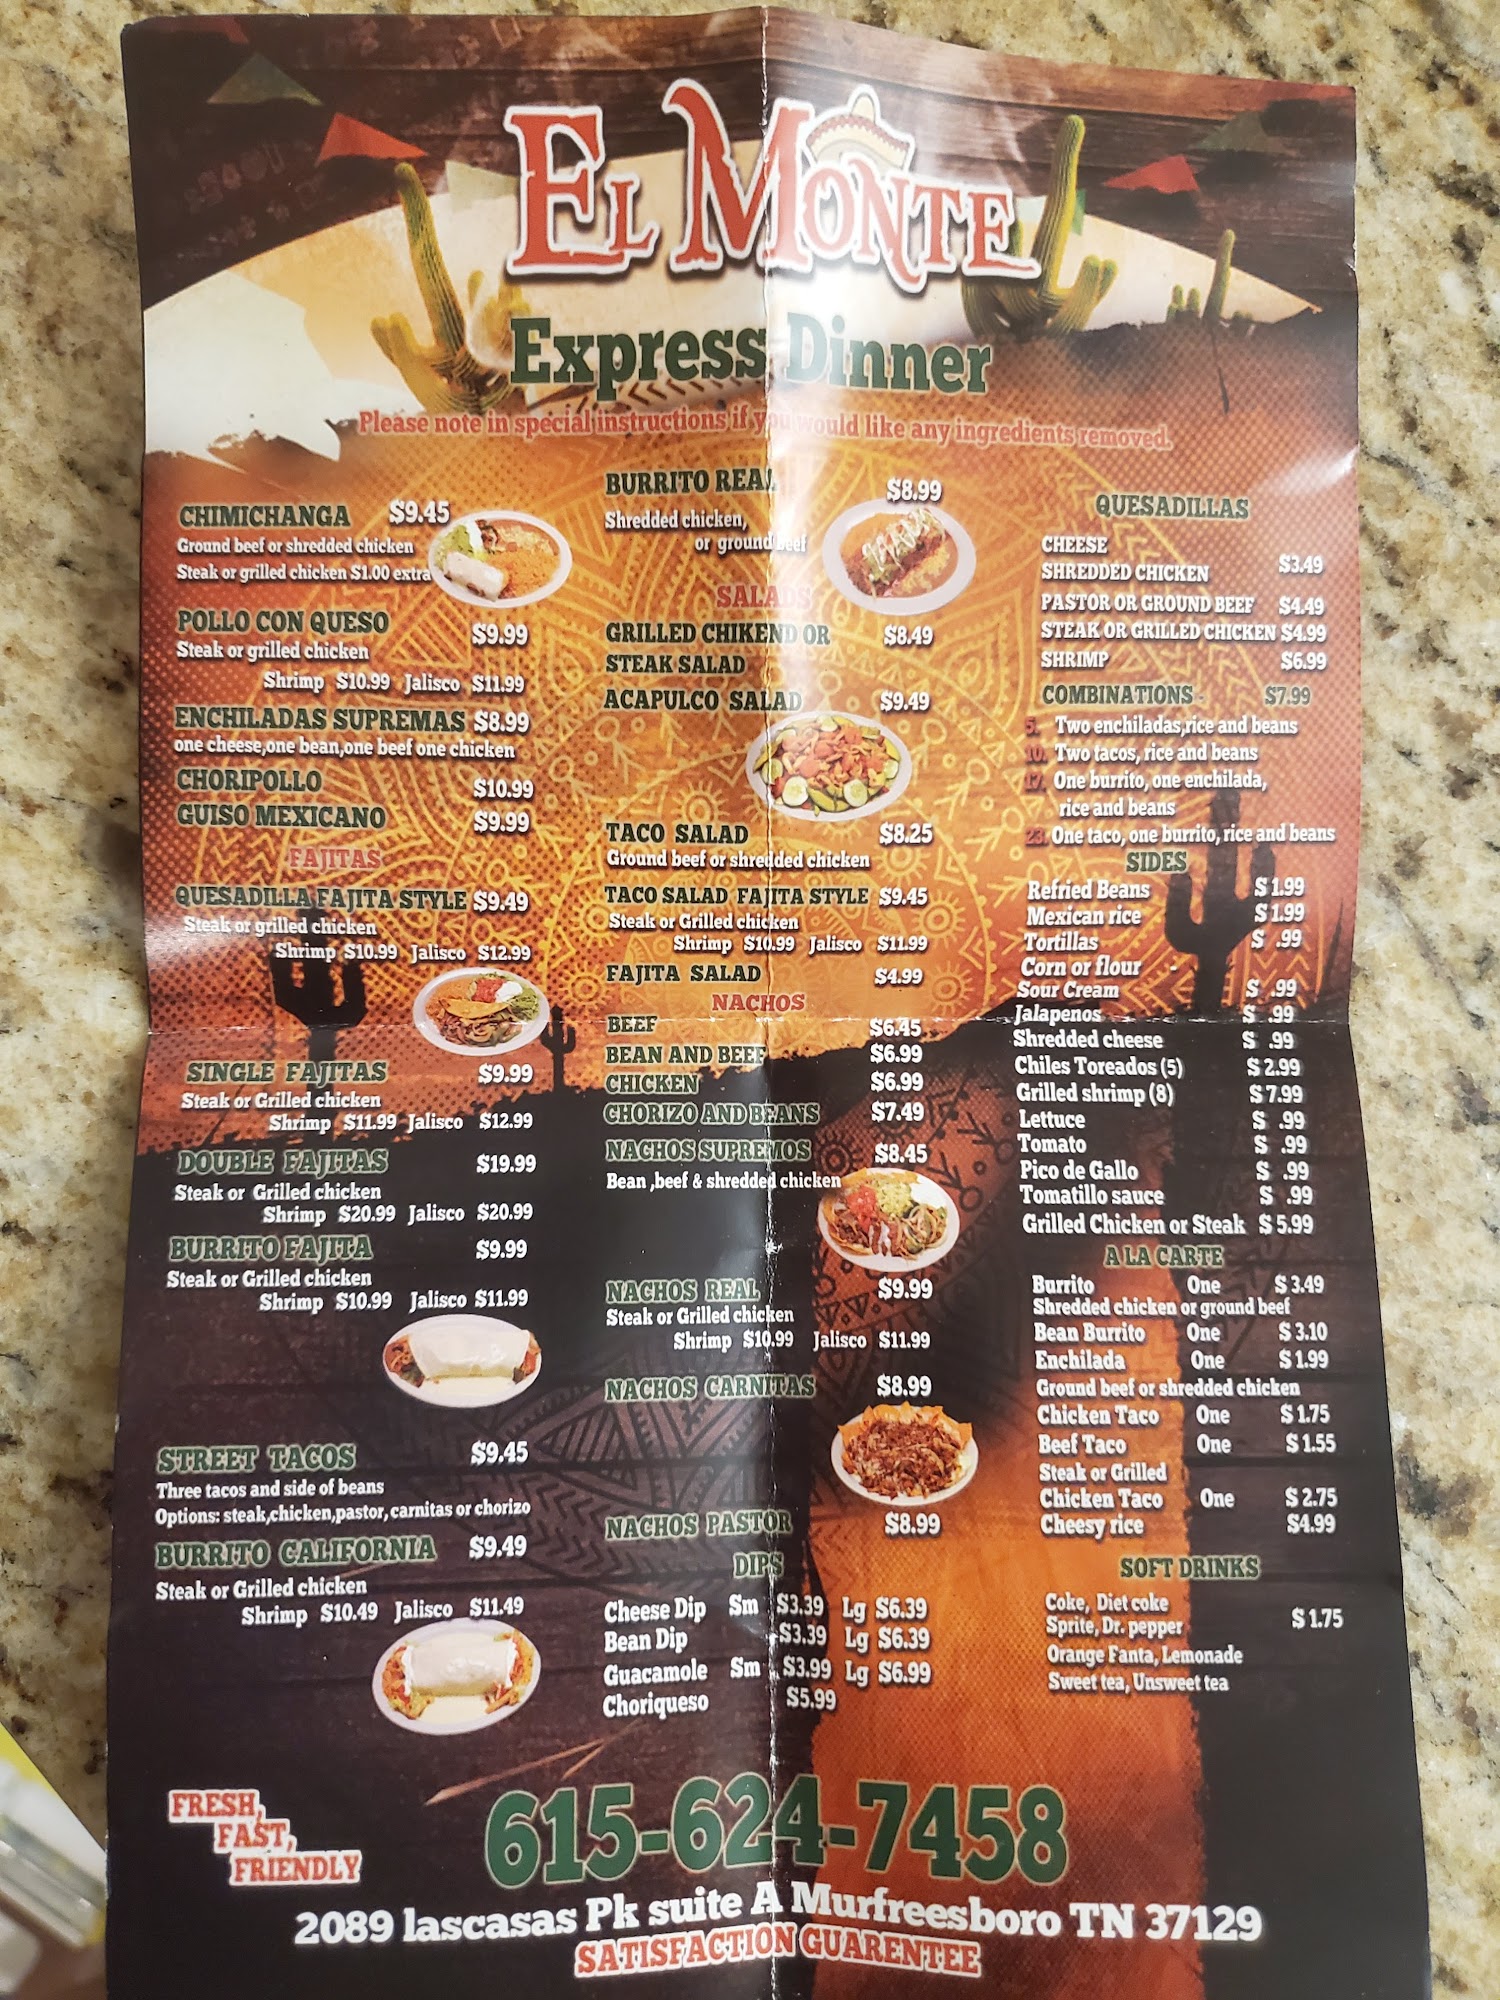 EL MONTE
Express Dinner
Please note in special instructions if you would like any ingredients removed.
CHIMICHANGA $9.45
Ground beef or shredded chicken
Steak or grilled chicken $1.00 extra
POLLO CON QUESO $9.99
Steak or grilled chicken
Shrimp $10.99 Jalisco $11.99
ENCHILADAS SUPREMAS $8.99
one cheese,one bean,one beef one chicken
CHORIPOLLO $10.99
GUISO MEXICANO $9.99
FAJITAS
QUESADILLA FAJITA STYLE $9.49
Steak or grilled chicken
Shrimp $10.99 Jalisco $12.99
SINGLE FAJITAS $9.99
Steak or Grilled chicken
Shrimp $11.99 Jalisco $12.99
DOUBLE FAJITAS $19.99
Steak or Grilled chicken
Shrimp $20.99 Jalisco $20.99
BURRITO FAJITA $9.99
Steak or Grilled chicken
Shrimp $10.99 Jalisco $11.99
STREET TACOS $9.45
Three tacos and side of beans
Options: steak,chicken,pastor, carnitas or chorizo
BURRITO CALIFORNIA $9.49
Steak or Grilled chicken
Shrimp $10.49 Jalisco $11.49
BURRITO REAL $8.99
Shredded chicken,
or ground beef
SALADS
GRILLED CHIKEND OR $8.49
STEAK SALAD
ACAPULCO SALAD $9.49
TACO SALAD $8.25
Ground beef or shredded chicken
TACO SALAD FAJITA STYLE $9.45
Steak or Grilled chicken
Shrimp $10.99 Jalisco $11.99
FAJITA SALAD $4.99
NACHOS
BEEF $6.45
BEAN AND BEEF $6.99
CHICKEN $6.99
CHORIZO AND BEANS $7.49
NACHOS SUPREMOS $8.45
Bean ,beef & shredded chicken
NACHOS REAL $9.99
Steak or Grilled chicken
Shrimp $10.99 Jalisco $11.99
NACHOS CARNITAS $8.99
NACHOS PASTOR $8.99
DIPS
Cheese Dip Sm $3.39 Lg $6.39
Bean Dip $3.39 Lg $6.39
Guacamole Sm $3.99 Lg $6.99
Choriqueso $5.99
QUESADILLAS
CHEESE
SHREDDED CHICKEN $3.49
PASTOR OR GROUND BEEF $4.49
STEAK OR GRILLED CHICKEN $4.99
SHRIMP $6.99
COMBINATIONS - $7.99
5. Two enchiladas,rice and beans
10. Two tacos, rice and beans
17. One burrito, one enchilada,
rice and beans
23. One taco, one burrito, rice and beans
SIDES
Refried Beans $ 1.99
Mexican rice $ 1.99
Tortillas $ .99
Corn or flour -
Sour Cream $ .99
Jalapenos $ .99
Shredded cheese $ .99
Chiles Toreados (5) $ 2.99
Grilled shrimp (8) $ 7.99
Lettuce $ .99
Tomato $ .99
Pico de Gallo $ .99
Tomatillo sauce $ .99
Grilled Chicken or Steak $ 5.99
A LA CARTE
Burrito One $ 3.49
Shredded chicken or ground beef
Bean Burrito One $ 3.10
Enchilada One $ 1.99
Ground beef or shredded chicken
Chicken Taco One $ 1.75
Beef Taco One $ 1.55
Steak or Grilled
Chicken Taco One $ 2.75
Cheesy rice $4.99
SOFT DRINKS
Coke, Diet coke
Sprite, Dr. pepper $ 1.75
Orange Fanta, Lemonade
Sweet tea, Unsweet tea
FRESH,
FAST,
FRIENDLY
615-624-7458
2089 lascasas Pk suite A Murfreesboro TN 37129
SATISFACTION GUARENTEE